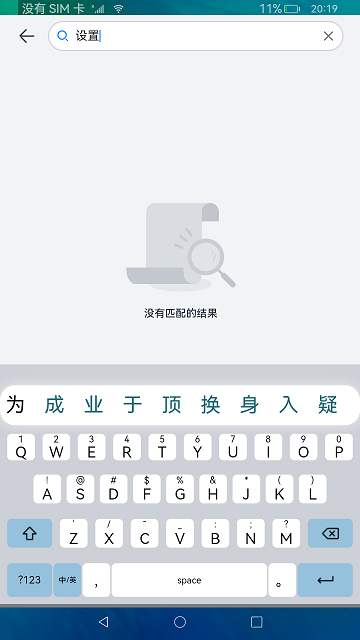 没有 SIM 卡 11% 20:19
设置
没有匹配的结果
为 成 业 于 顶 换 身 入 疑
1 2 3 4 5 6 7 8 9 0
Q W E R T Y U I O P
! @ # $ % & * ( )
A S D F G H J K L
' / - _ : ; ?
Z X C V B N M
?123 中/英 , space 。